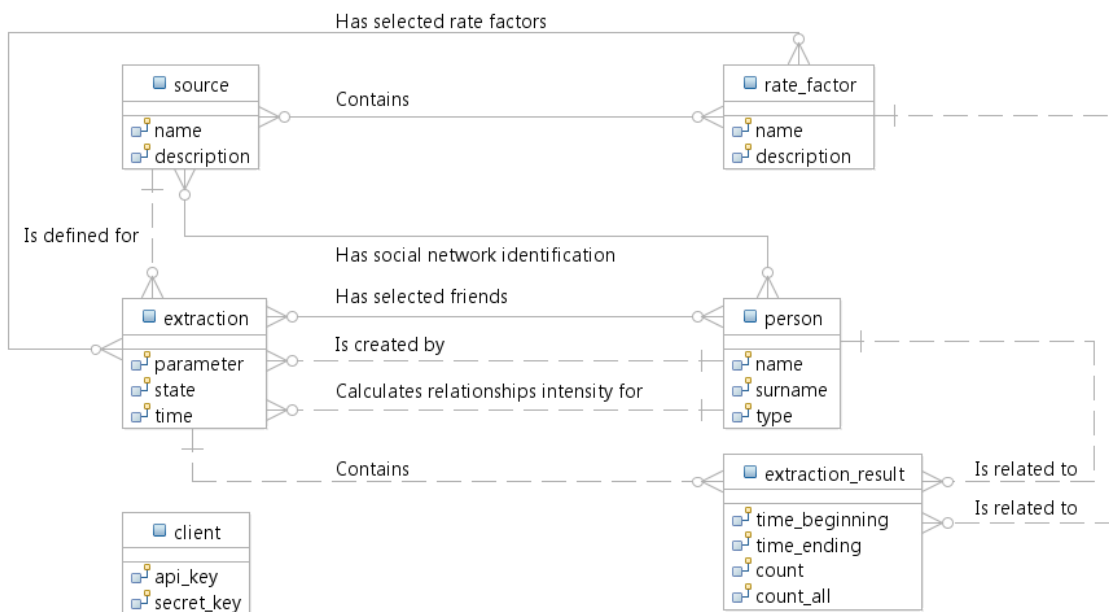 Has selected rate factors
source
name
description
Contains
rate_factor
name
description
Is defined for
Has social network identification
Has selected friends
extraction
parameter
state
time
Is created by
Calculates relationships intensity for
person
name
surname
type
Contains
extraction_result
time_beginning
time_ending
count
count_all
Is related to
Is related to
client
api_key
secret_key